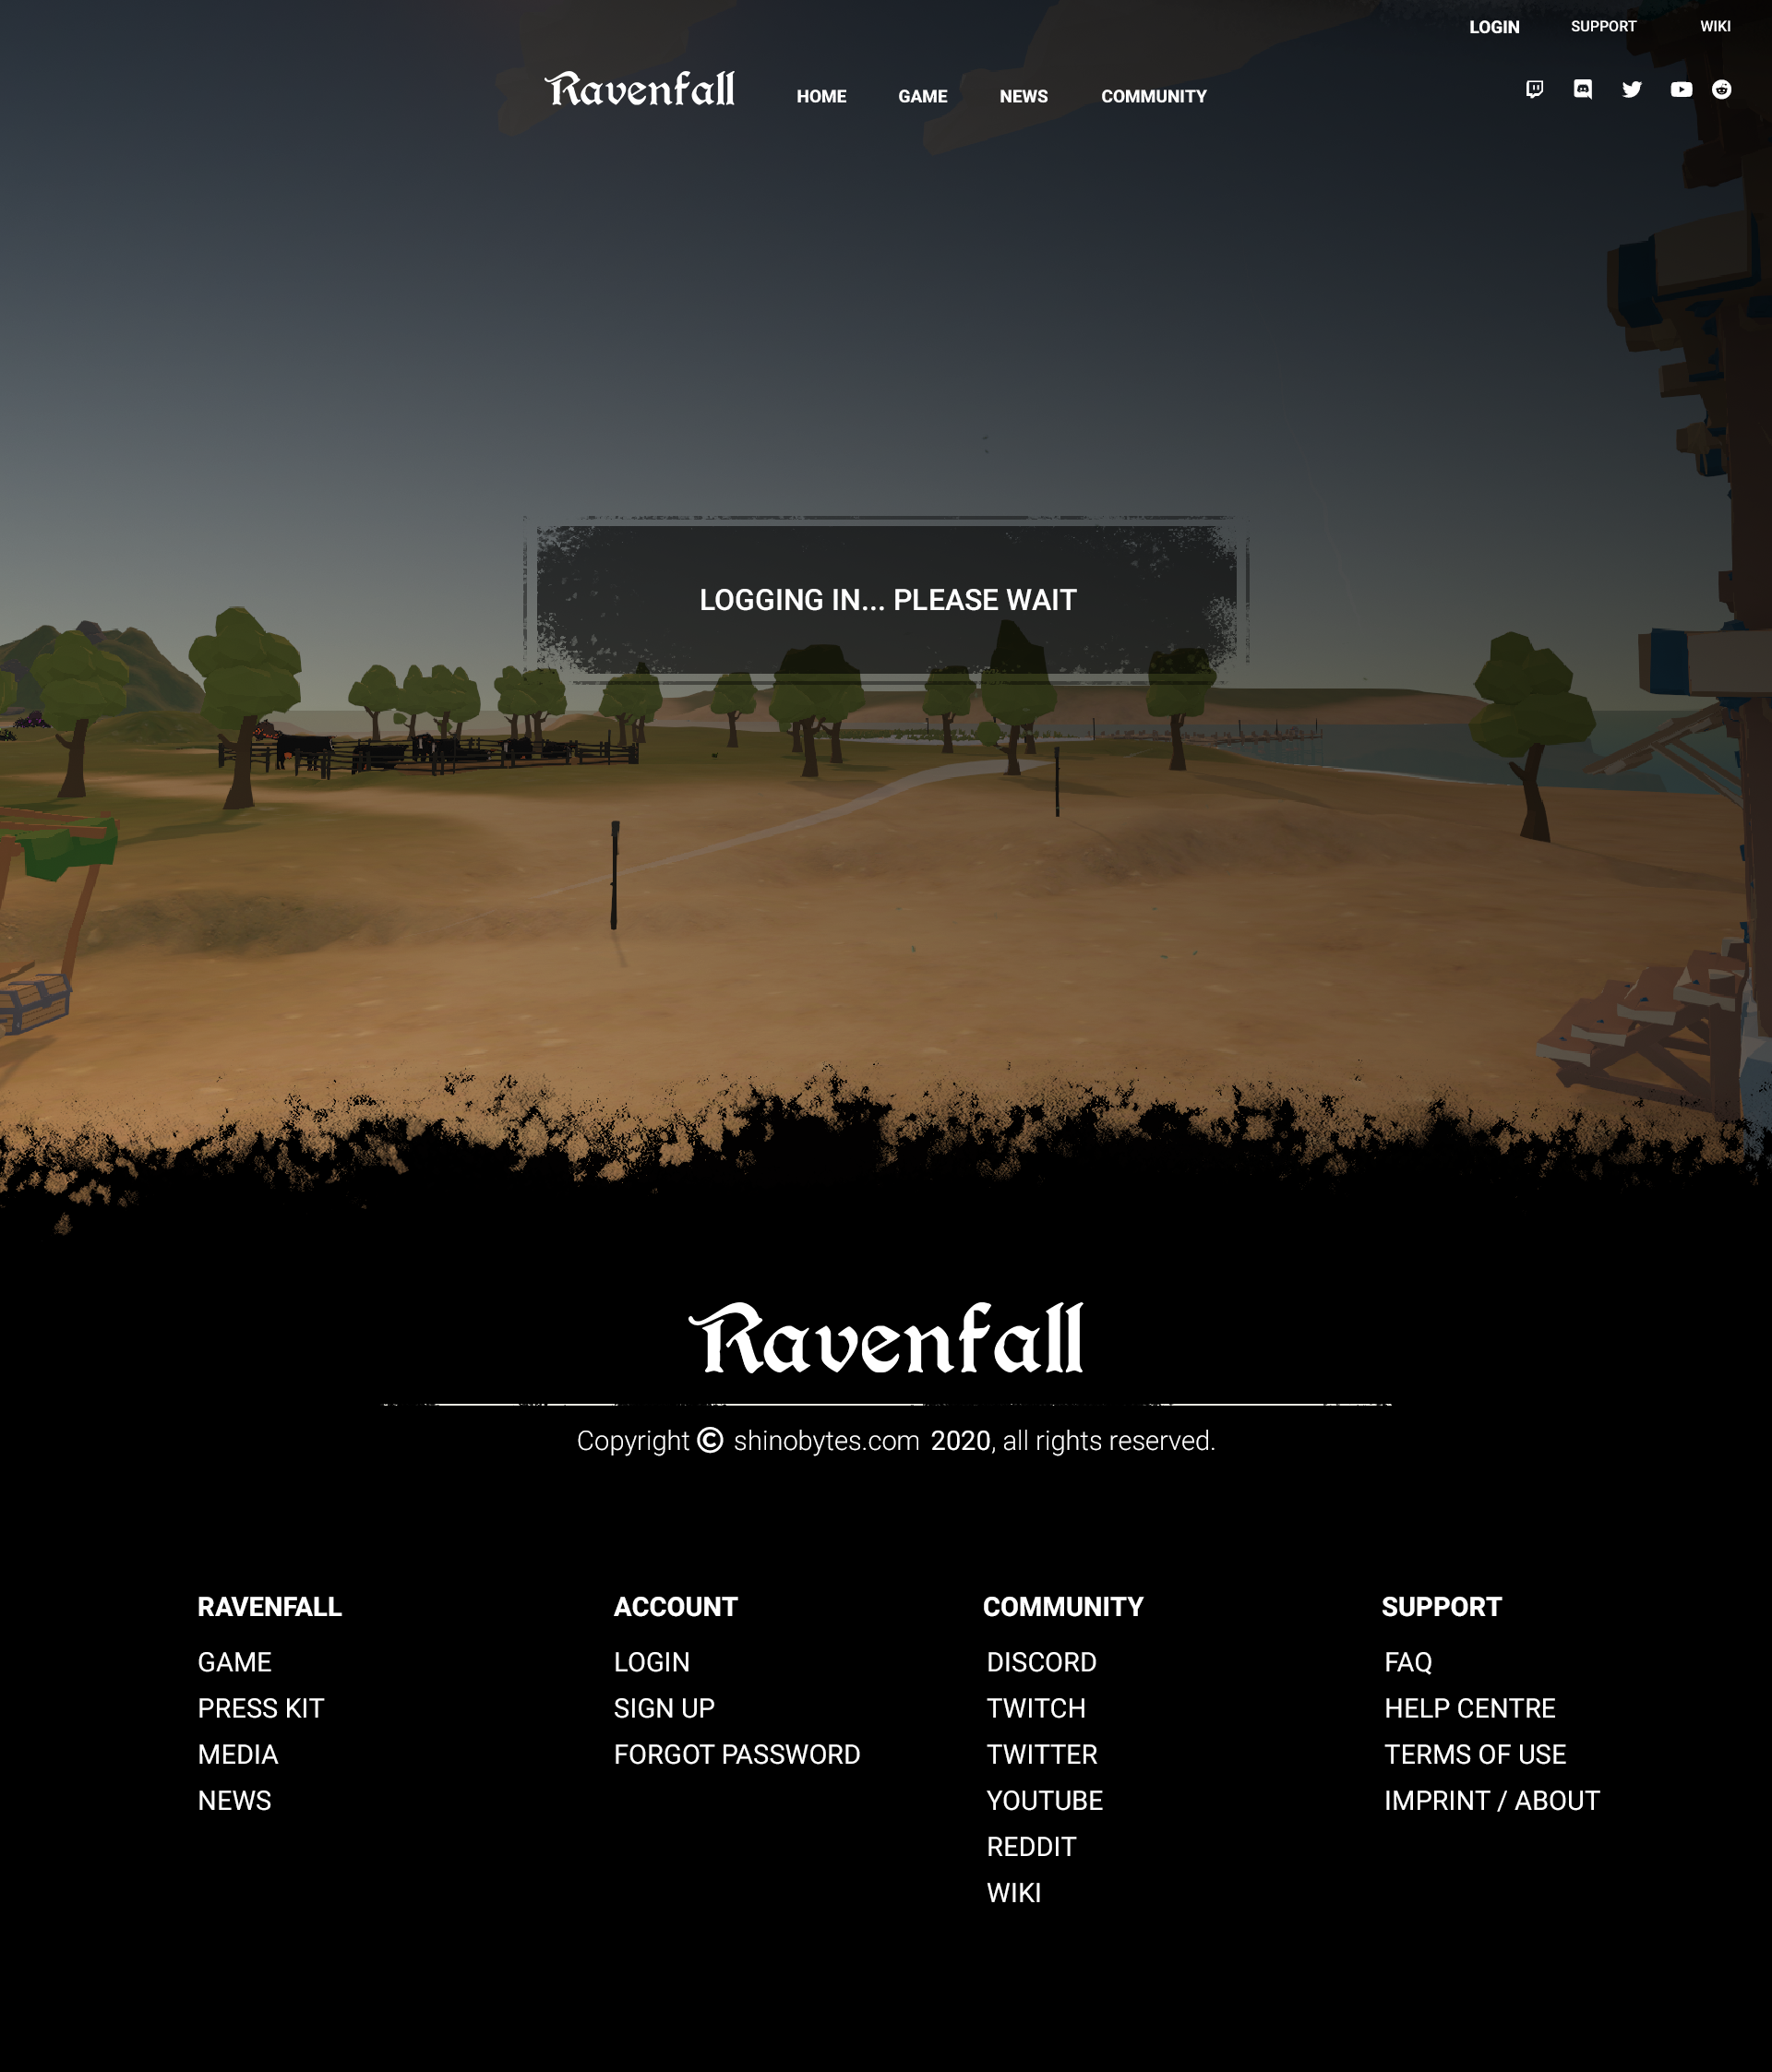 LOGIN SUPPORT WIKI
Ravenfall HOME GAME NEWS COMMUNITY
LOGGING IN... PLEASE WAIT
Ravenfall
Copyright © shinobytes.com 2020, all rights reserved.
RAVENFALL
GAME
PRESS KIT
MEDIA
NEWS
ACCOUNT
LOGIN
SIGN UP
FORGOT PASSWORD
COMMUNITY
DISCORD
TWITCH
TWITTER
YOUTUBE
REDDIT
WIKI
SUPPORT
FAQ
HELP CENTRE
TERMS OF USE
IMPRINT / ABOUT